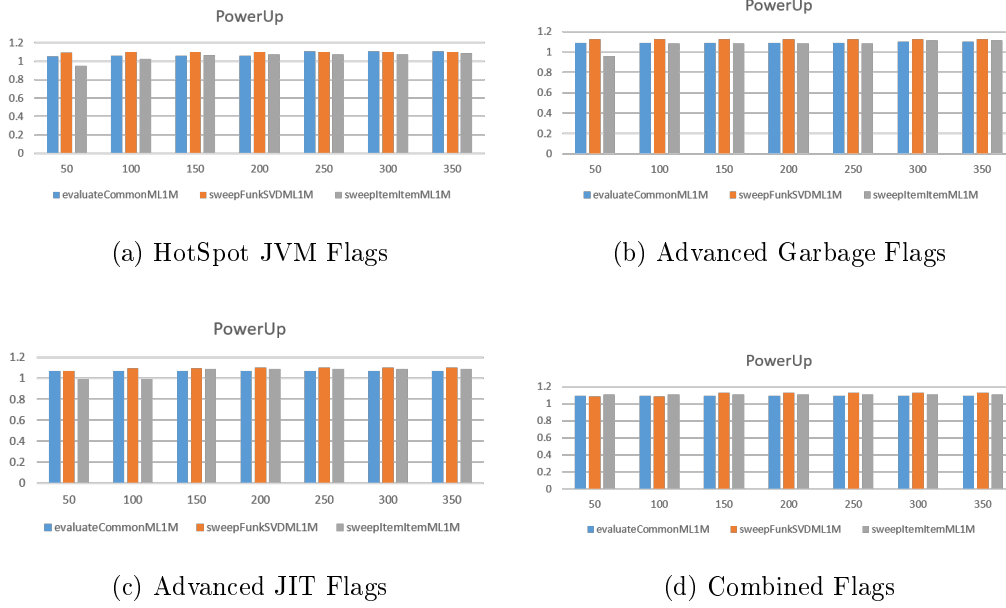 PowerUp
1.2
1
0.8
0.6
0.4
0.2
0
50 100 150 200 250 300 350
evaluateCommonML1M sweepFunkSVDML1M sweepItemItemML1M
(a) HotSpot JVM Flags
PowerUp
1.2
1
0.8
0.6
0.4
0.2
0
50 100 150 200 250 300 350
evaluateCommonML1M sweepFunkSVDML1M sweepItemItemML1M
(b) Advanced Garbage Flags
PowerUp
1.2
1
0.8
0.6
0.4
0.2
0
50 100 150 200 250 300 350
evaluateCommonML1M sweepFunkSVDML1M sweepItemItemML1M
(c) Advanced JIT Flags
PowerUp
1.2
1
0.8
0.6
0.4
0.2
0
50 100 150 200 250 300 350
evaluateCommonML1M sweepFunkSVDML1M sweepItemItemML1M
(d) Combined Flags